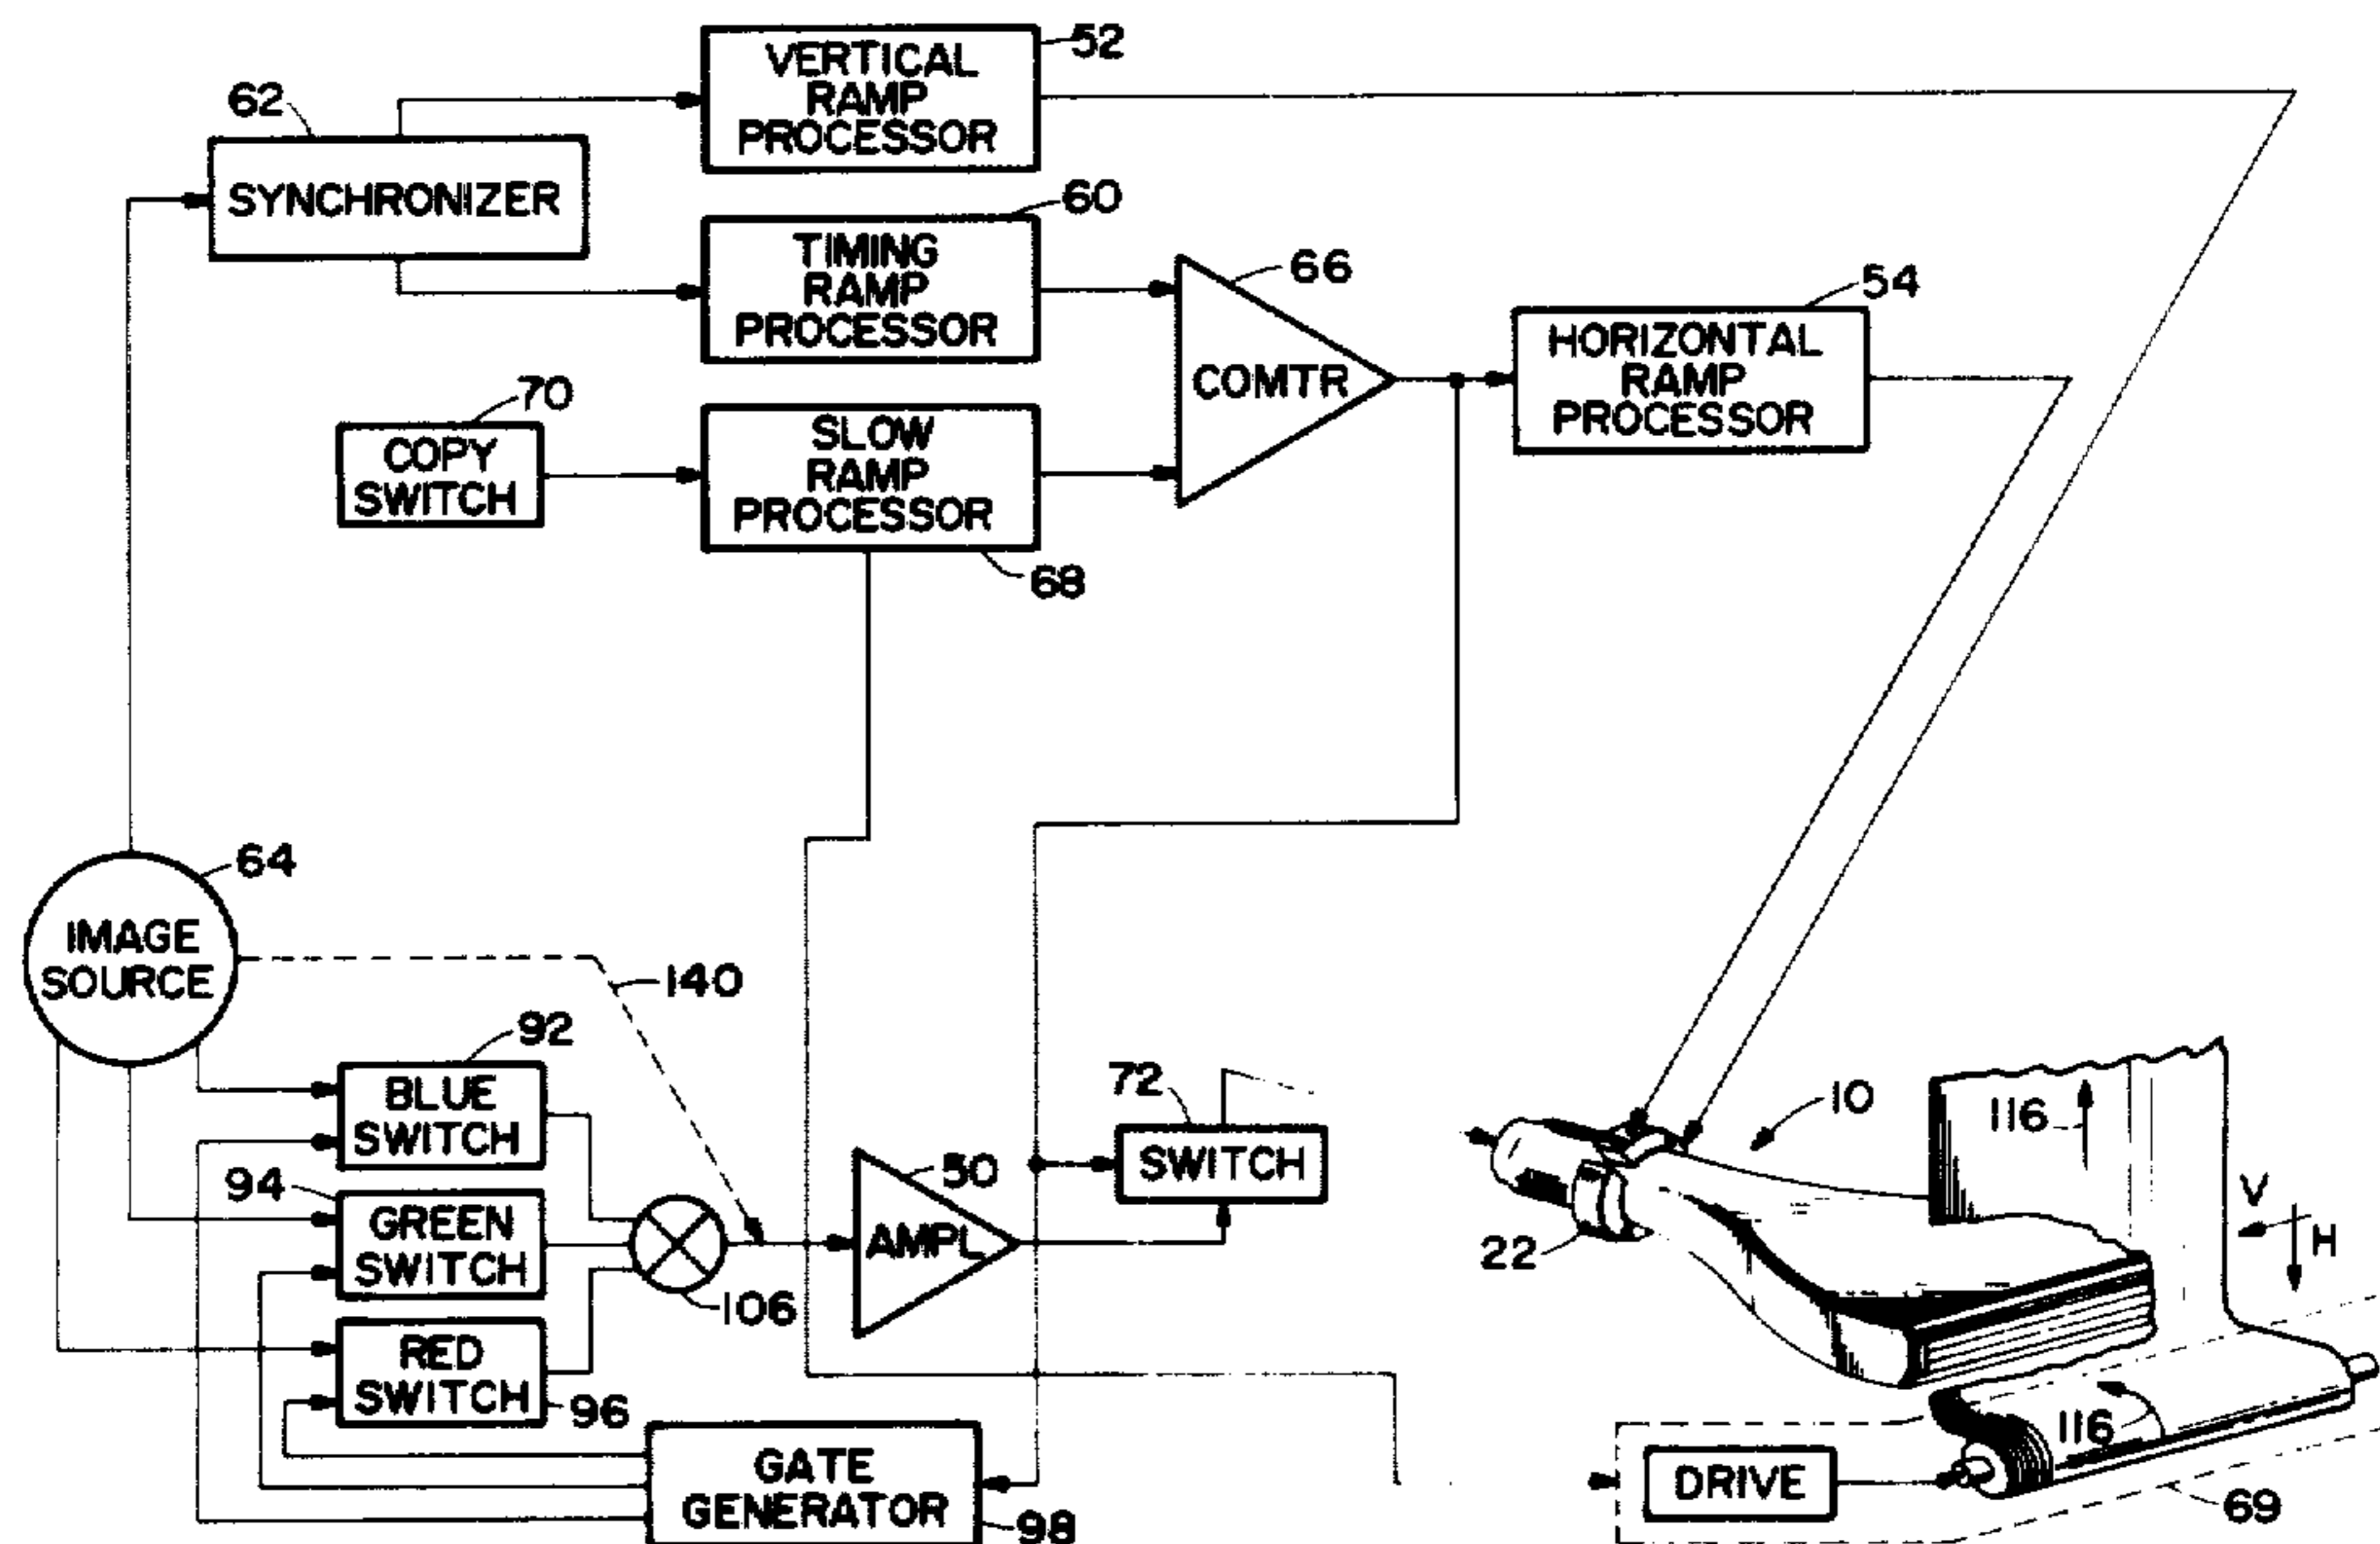 52
VERTICAL
RAMP
PROCESSOR
62
SYNCHRONIZER
60
TIMING
RAMP
PROCESSOR
66
COMTR
54
HORIZONTAL
RAMP
PROCESSOR
70
COPY
SWITCH
SLOW
RAMP
PROCESSOR
68
64
IMAGE
SOURCE
140
92
BLUE
SWITCH
94
GREEN
SWITCH
RED
SWITCH
96
106
50
AMPL
72
SWITCH
10
116
V
H
22
116
GATE
GENERATOR
98
DRIVE
69